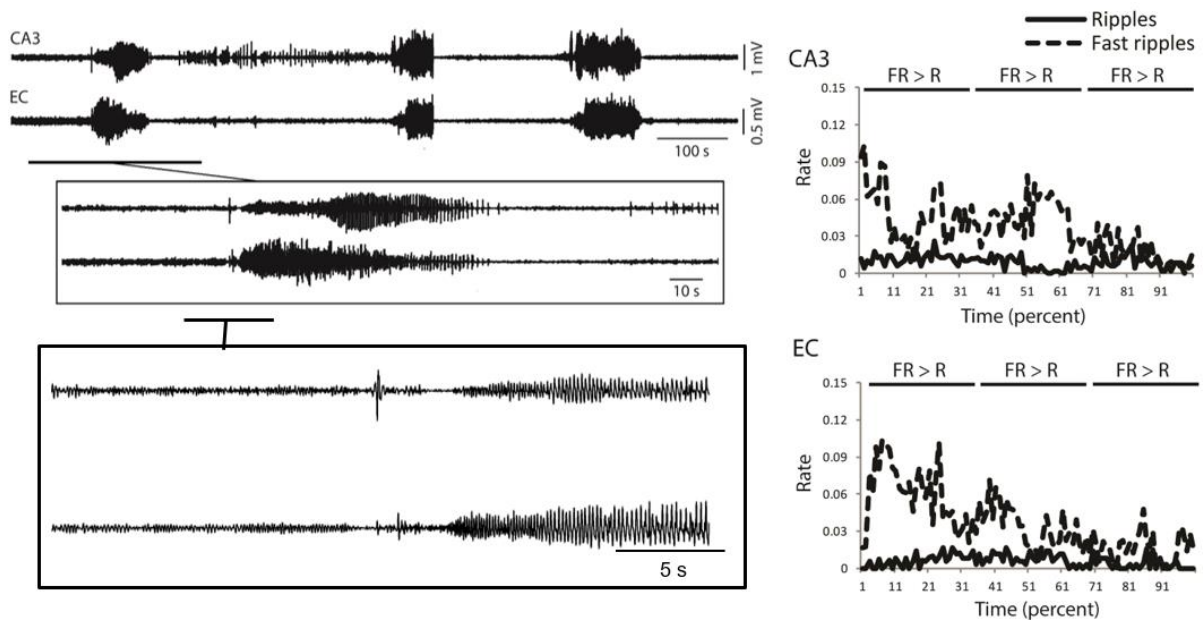 CA3
1 mV
EC
0.5 mV
100 s
10 s
5 s
Ripples
Fast ripples
CA3
FR > R FR > R FR > R
0.15
0.12
0.09
0.06
0.03
0
Rate
1 11 21 31 41 51 61 71 81 91
Time (percent)
EC
FR > R FR > R FR > R
0.15
0.12
0.09
0.06
0.03
0
Rate
1 11 21 31 41 51 61 71 81 91
Time (percent)